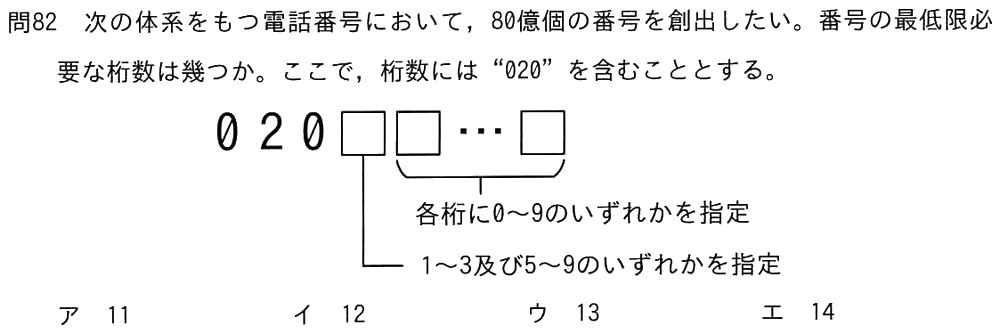 問82　次の体系をもつ電話番号において，80億個の番号を創出したい。番号の最低限必
要な桁数は幾つか。ここで，桁数には“020”を含むこととする。
020□□…□
各桁に0～9のいずれかを指定
1～3及び5～9のいずれかを指定
ア　11　イ　12　ウ　13　エ　14